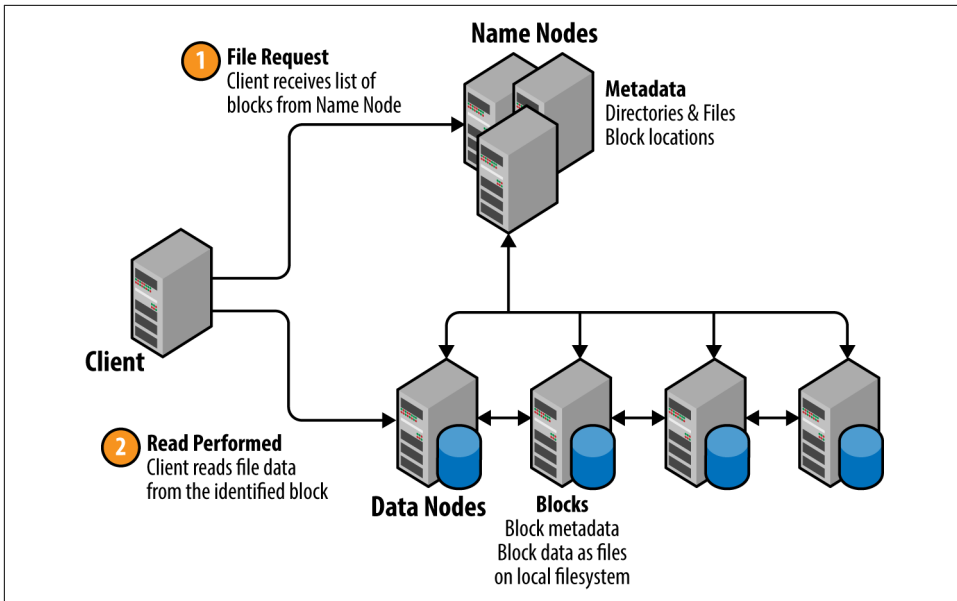 Name Nodes
1
File Request
Client receives list of
blocks from Name Node
Metadata
Directories & Files
Block locations
Client
2
Read Performed
Client reads file data
from the identified block
Data Nodes
Blocks
Block metadata
Block data as files
on local filesystem